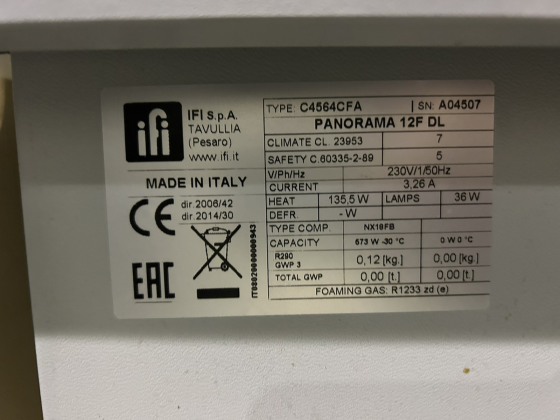 ifi
IFI S.p.A.
TAVULLIA
(Pesaro)
www.ifi.it
MADE IN ITALY
CE
dir.2006/42
dir.2014/30
EAC
IT08020000000943
TYPE: C4564CFA | SN: A04507
PANORAMA 12F DL
CLIMATE CL. 23953 7
SAFETY C.60335-2-89 5
V/Ph/Hz 230V/1/50Hz
CURRENT 3,26 A
HEAT 135,5 W LAMPS 36 W
DEFR. - W
TYPE COMP. NX18FB
CAPACITY 673 W -30 °C 0 W 0 °C
R290
GWP 3 0,12 [kg.] 0,00 [kg.]
TOTAL GWP 0,00 [t.] 0,00 [t.]
FOAMING GAS: R1233 zd (e)